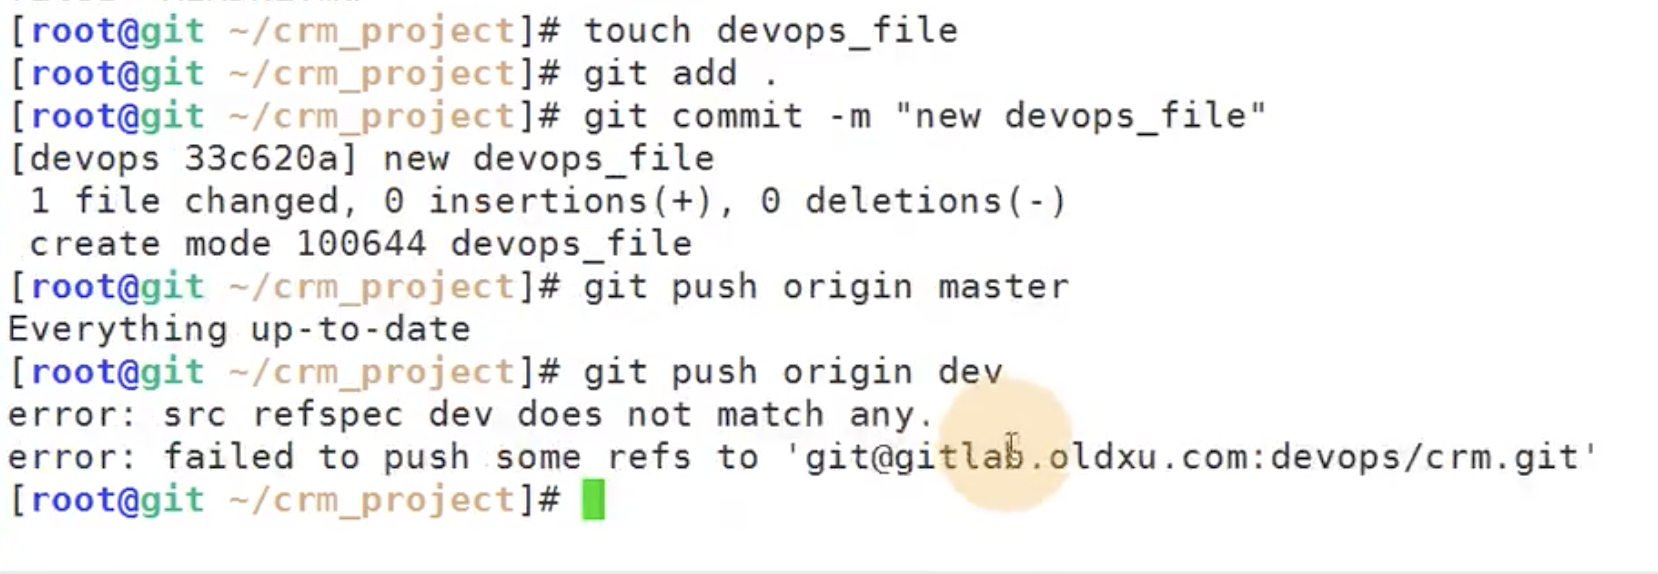 [root@git ~/crm_project]# touch devops_file
[root@git ~/crm_project]# git add .
[root@git ~/crm_project]# git commit -m "new devops_file"
[devops 33c620a] new devops_file
 1 file changed, 0 insertions(+), 0 deletions(-)
 create mode 100644 devops_file
[root@git ~/crm_project]# git push origin master
Everything up-to-date
[root@git ~/crm_project]# git push origin dev
error: src refspec dev does not match any.
error: failed to push some refs to 'git@gitlab.oldxu.com:devops/crm.git'
[root@git ~/crm_project]#